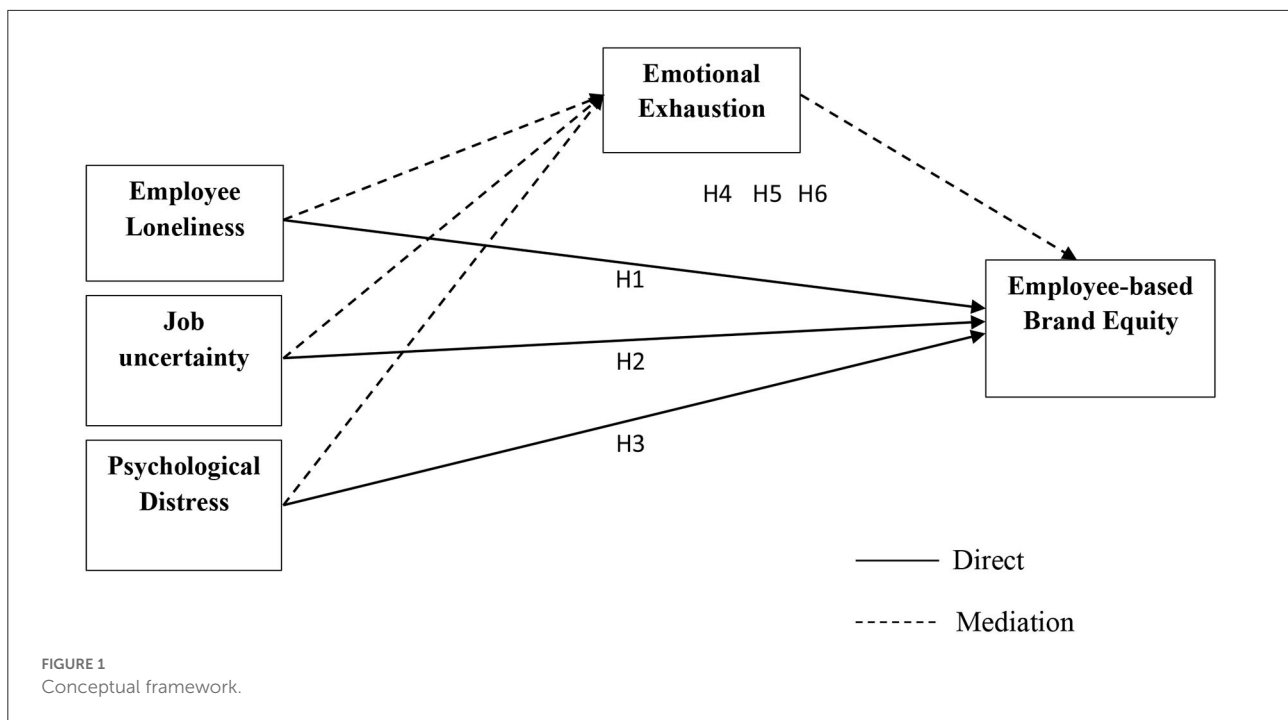 Emotional
Exhaustion
Employee
Loneliness
H4 H5 H6
H1
Employee-based
Brand Equity
Job
uncertainty
H2
Psychological
Distress
H3
Direct
Mediation
FIGURE 1
Conceptual framework.